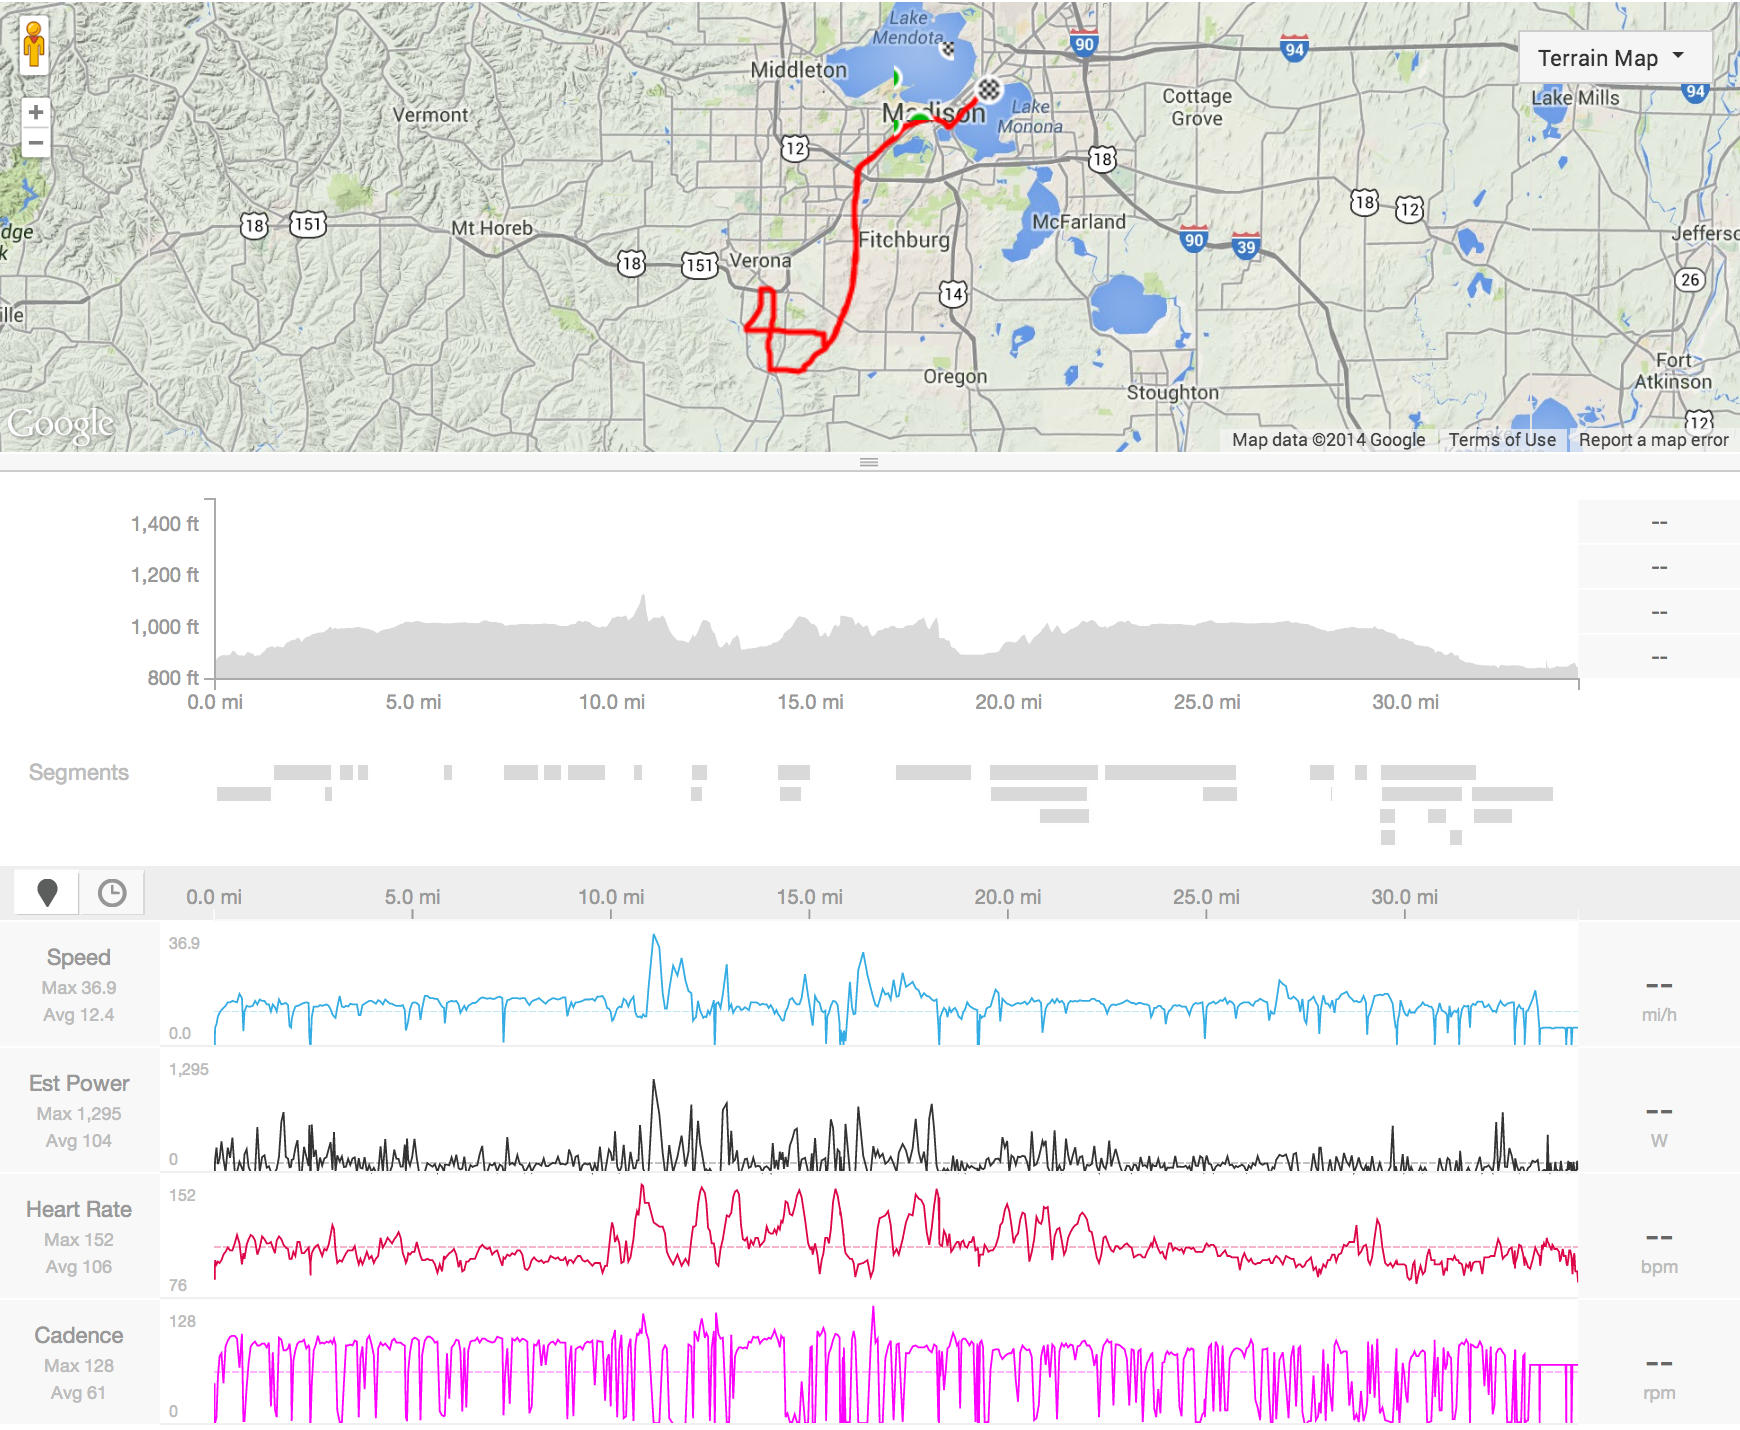 Lake
Mendota
Middleton
90
94
Terrain Map
Vermont
Madison
Lake
Monona
Cottage
Grove
Lake Mills
94
+
−
12
18
18
151
Mt Horeb
Fitchburg
McFarland
18
12
Jefferso
dge
k
18
151
Verona
90
39
14
26
ille
Oregon
Stoughton
Fort
Atkinson
12
Google
Map data ©2014 Google
Terms of Use
Report a map error
1,400 ft
--
1,200 ft
--
1,000 ft
--
800 ft
--
0.0 mi 5.0 mi 10.0 mi 15.0 mi 20.0 mi 25.0 mi 30.0 mi
Segments
0.0 mi 5.0 mi 10.0 mi 15.0 mi 20.0 mi 25.0 mi 30.0 mi
Speed
Max 36.9
Avg 12.4
36.9
0.0
--
mi/h
Est Power
Max 1,295
Avg 104
1,295
0
--
W
Heart Rate
Max 152
Avg 106
152
76
--
bpm
Cadence
Max 128
Avg 61
128
0
--
rpm